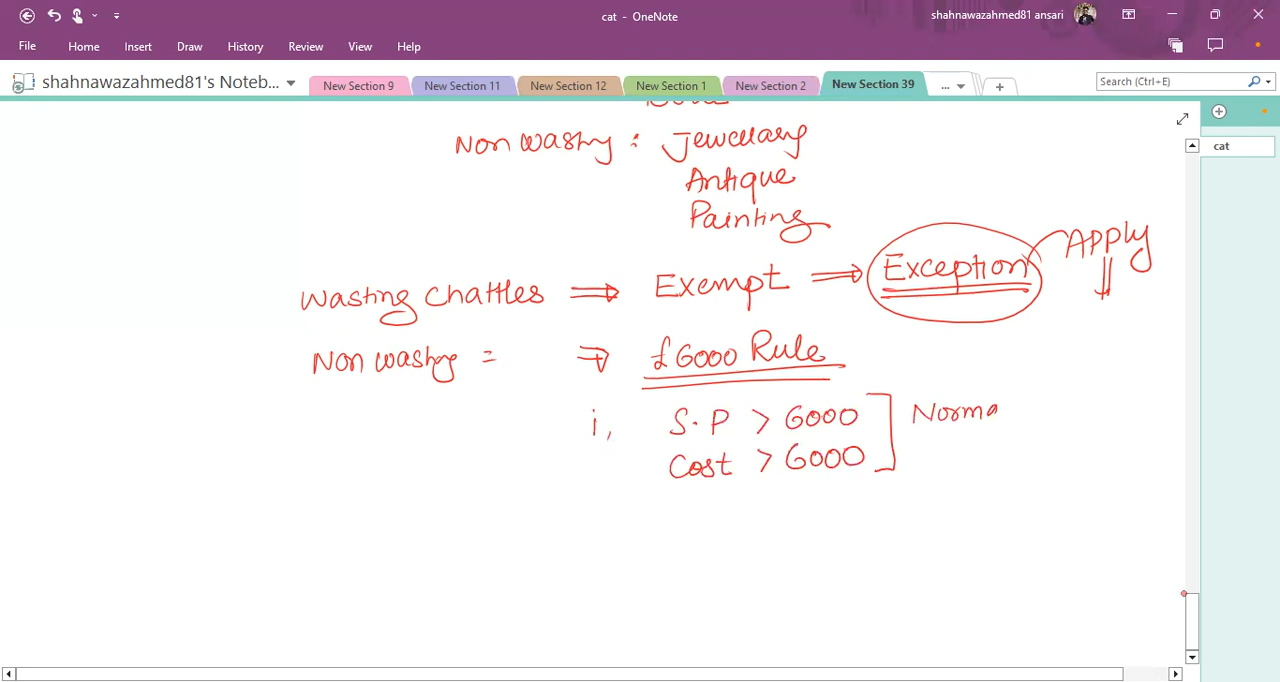 cat - OneNote
shahnawazahmed81 ansari
File Home Insert Draw History Review View Help
shahnawazahmed81's Noteb... New Section 9 New Section 11 New Section 12 New Section 1 New Section 2 New Section 39 ... Search (Ctrl+E)
cat
Non wasting : Jewellary
Antique
Painting
Wasting Chattles ⇒ Exempt ⇒ Exception Apply ⇓
Non wasting = ⇒ £6000 Rule
i, S.P > 6000 Norma
Cost > 6000